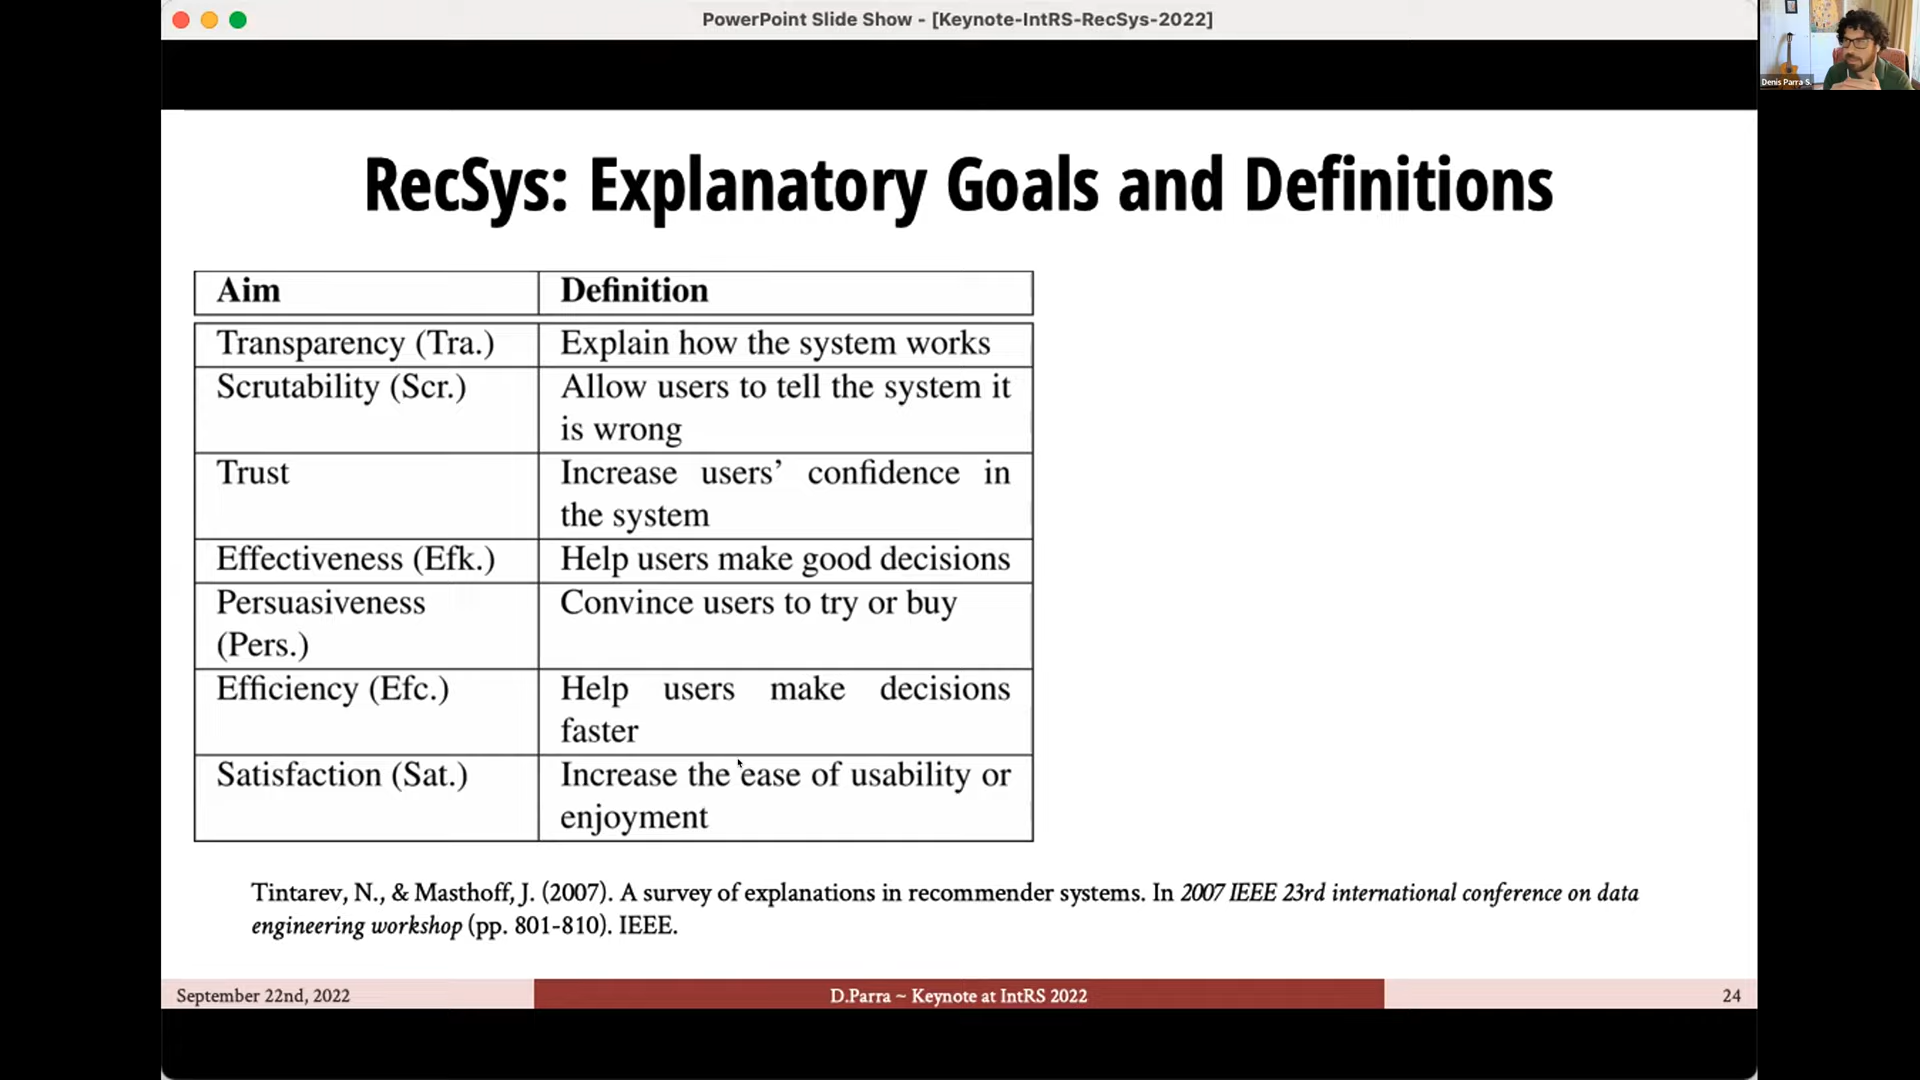 PowerPoint Slide Show - [Keynote-IntRS-RecSys-2022]
Denis Parra S.
RecSys: Explanatory Goals and Definitions
Aim Definition
Transparency (Tra.) Explain how the system works
Scrutability (Scr.) Allow users to tell the system it
is wrong
Trust Increase users’ confidence in
the system
Effectiveness (Efk.) Help users make good decisions
Persuasiveness Convince users to try or buy
(Pers.)
Efficiency (Efc.) Help users make decisions
faster
Satisfaction (Sat.) Increase the ease of usability or
enjoyment
Tintarev, N., & Masthoff, J. (2007). A survey of explanations in recommender systems. In 2007 IEEE 23rd international conference on data
engineering workshop (pp. 801-810). IEEE.
September 22nd, 2022 D.Parra ~ Keynote at IntRS 2022 24